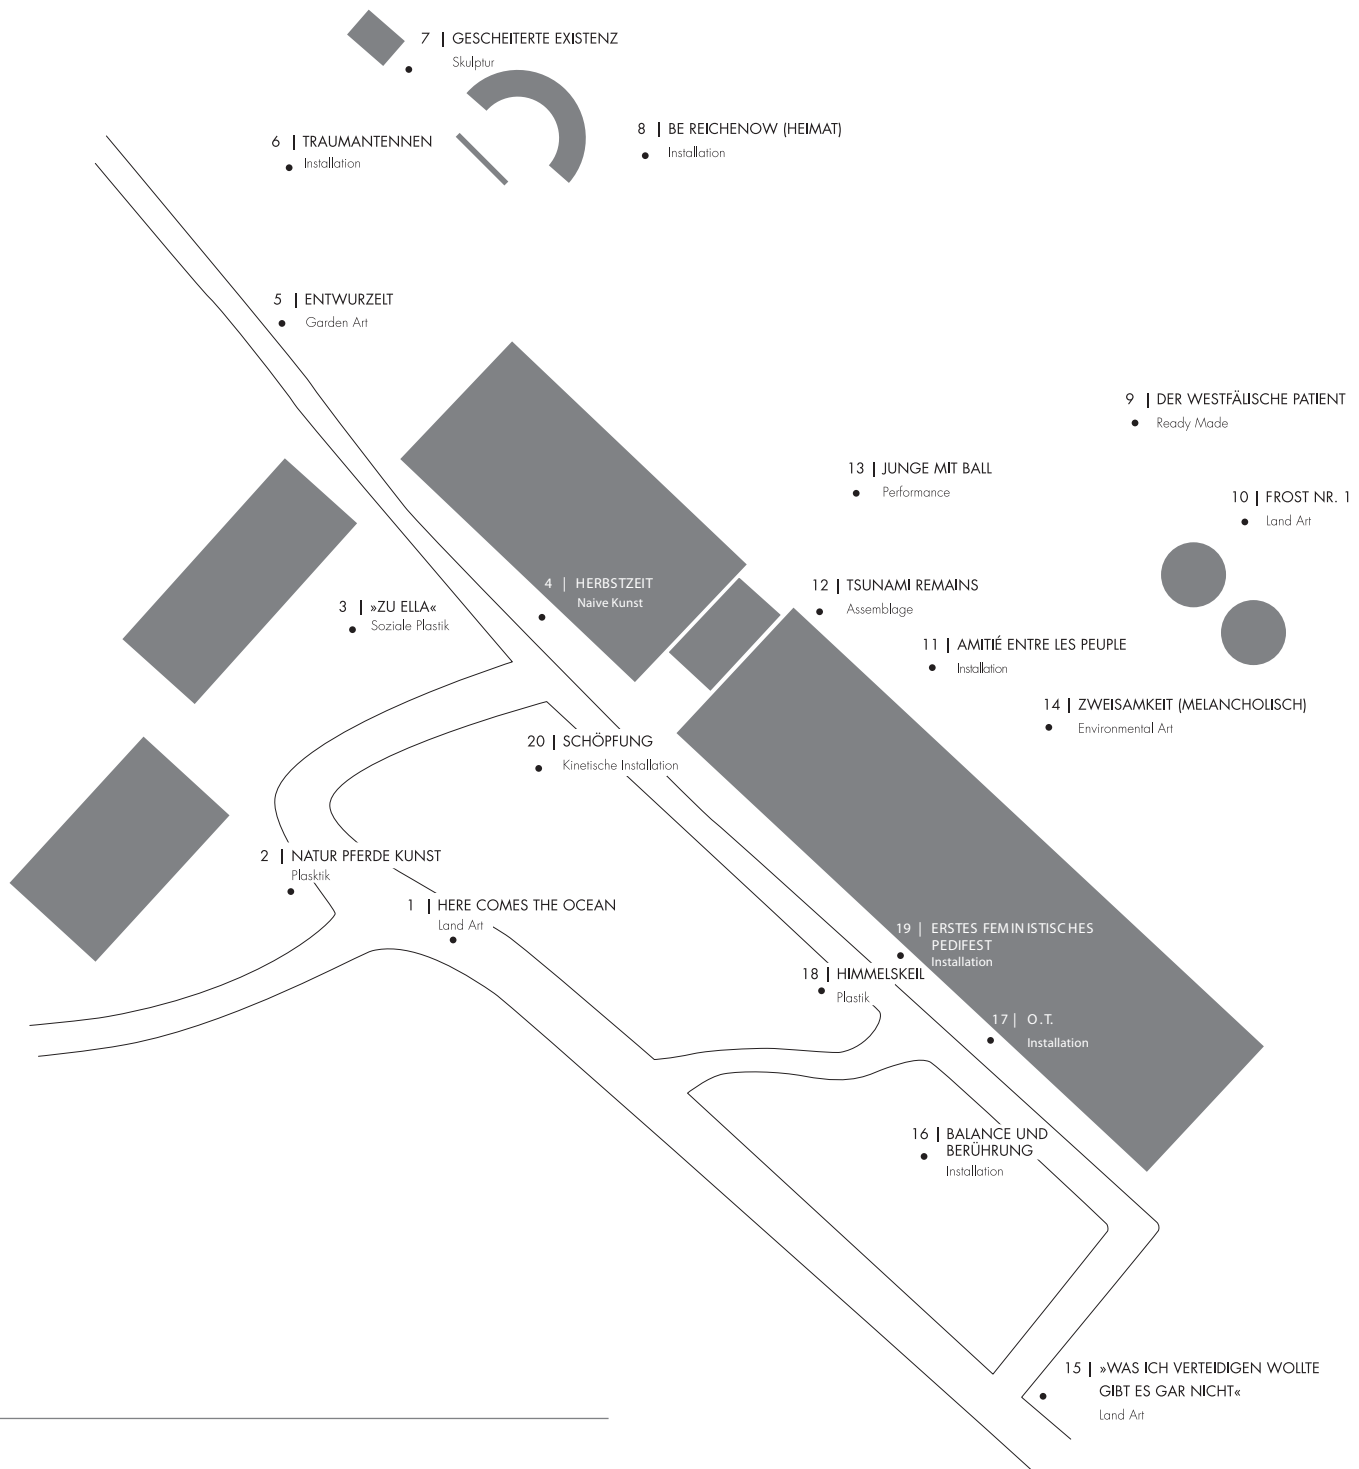 7 | GESCHEITERTE EXISTENZ
Skulptur
8 | BE REICHENOW (HEIMAT)
Installation
6 | TRAUMANTENNEN
Installation
5 | ENTWURZELT
Garden Art
9 | DER WESTFÄLISCHE PATIENT
Ready Made
13 | JUNGE MIT BALL
Performance
10 | FROST NR. 1
Land Art
4 | HERBSTZEIT
Naive Kunst
12 | TSUNAMI REMAINS
Assemblage
3 | »ZU ELLA«
Soziale Plastik
11 | AMITIÉ ENTRE LES PEUPLE
Installation
14 | ZWEISAMKEIT (MELANCHOLISCH)
Environmental Art
20 | SCHÖPFUNG
Kinetische Installation
2 | NATUR PFERDE KUNST
Plasktik
1 | HERE COMES THE OCEAN
Land Art
19 | ERSTES FEMINISTISCHES
PEDIFEST
Installation
18 | HIMMELSKEIL
Plastik
17 | O.T.
Installation
16 | BALANCE UND
BERÜHRUNG
Installation
15 | »WAS ICH VERTEIDIGEN WOLLTE
GIBT ES GAR NICHT«
Land Art